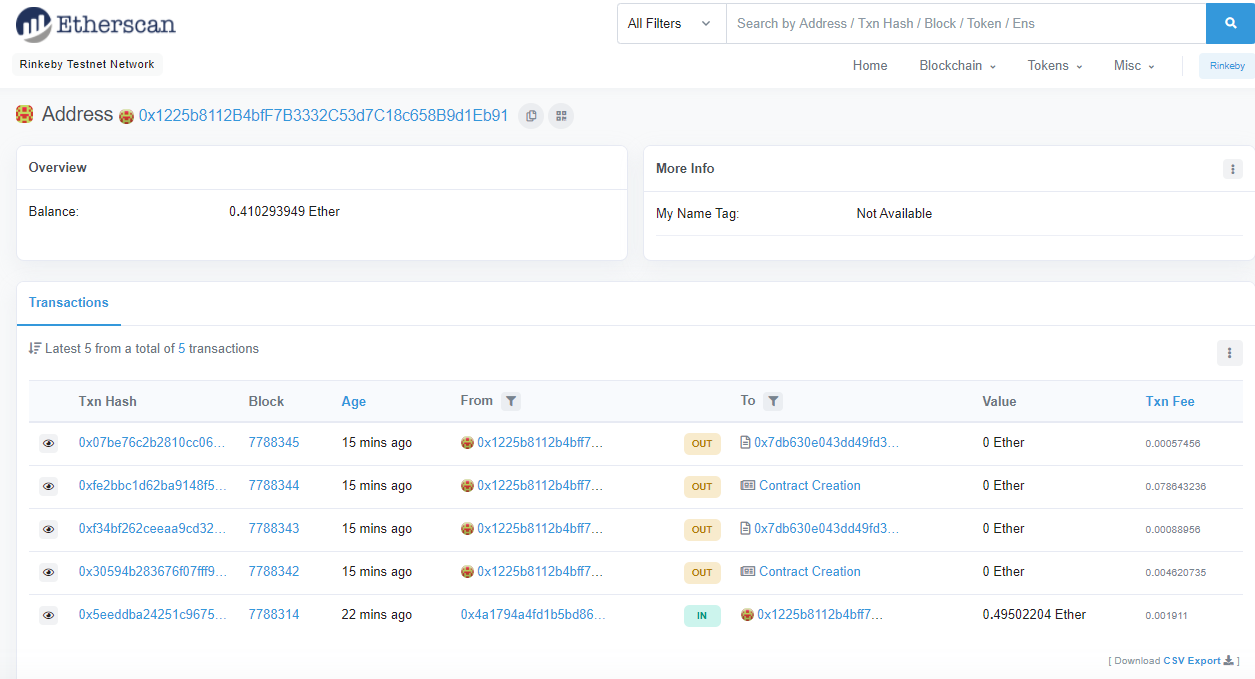 Etherscan
All Filters
Search by Address / Txn Hash / Block / Token / Ens
Rinkeby Testnet Network
Home Blockchain Tokens Misc Rinkeby
Address 0x1225b8112B4bfF7B3332C53d7C18c658B9d1Eb91
Overview
Balance: 0.410293949 Ether
More Info
My Name Tag: Not Available
Transactions
Latest 5 from a total of 5 transactions
Txn Hash Block Age From To Value Txn Fee
0x07be76c2b2810cc06... 7788345 15 mins ago 0x1225b8112b4bff7... OUT 0x7db630e043dd49fd3... 0 Ether 0.00057456
0xfe2bbc1d62ba9148f5... 7788344 15 mins ago 0x1225b8112b4bff7... OUT Contract Creation 0 Ether 0.078643236
0xf34bf262ceeaa9cd32... 7788343 15 mins ago 0x1225b8112b4bff7... OUT 0x7db630e043dd49fd3... 0 Ether 0.00088956
0x30594b283676f07fff9... 7788342 15 mins ago 0x1225b8112b4bff7... OUT Contract Creation 0 Ether 0.004620735
0x5eeddba24251c9675... 7788314 22 mins ago 0x4a1794a4fd1b5bd86... IN 0x1225b8112b4bff7... 0.49502204 Ether 0.001911
[ Download CSV Export ]